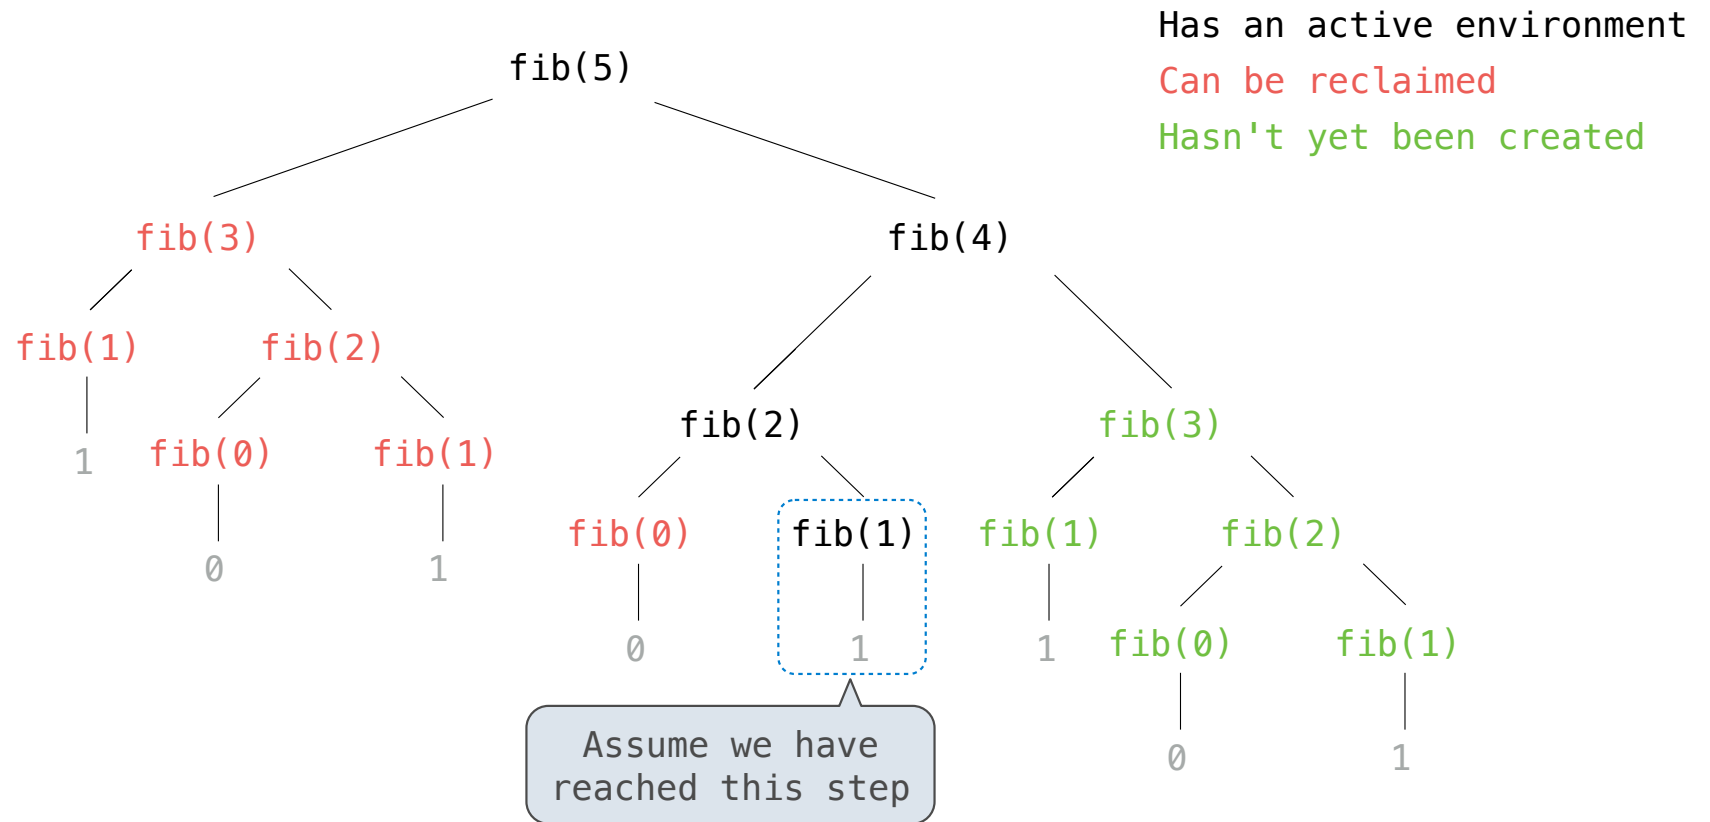 Has an active environment
Can be reclaimed
Hasn't yet been created
fib(5)
fib(3)
fib(4)
fib(1)
fib(2)
fib(2)
fib(3)
1
fib(0)
fib(1)
fib(0)
fib(1)
fib(1)
fib(2)
0
1
0
1
1
fib(0)
fib(1)
0
1
Assume we have
reached this step